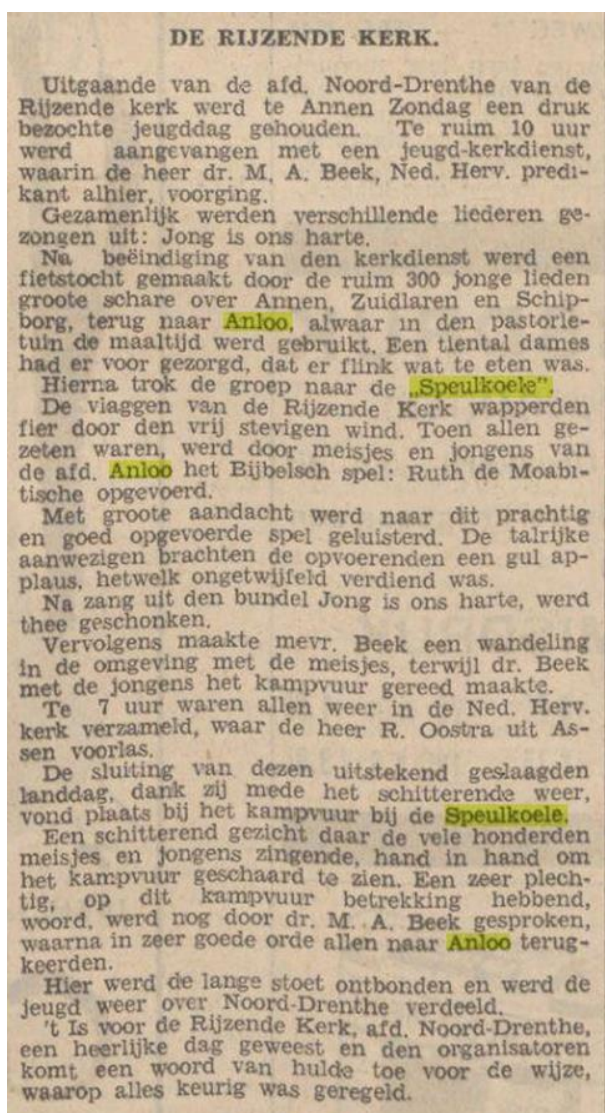 DE RIJZENDE KERK.
Uitgaande van de afd. Noord-Drenthe van de
Rijzende kerk werd te Annen Zondag een druk
bezochte jeugddag gehouden. Te ruim 10 uur
werd aangevangen met een jeugd-kerkdienst,
waarin de heer dr. M. A. Beek, Ned. Herv. predi-
kant alhier, voorging.
Gezamenlijk werden verschillende liederen ge-
zongen uit: Jong is ons harte.
Na beëindiging van den kerkdienst werd een
fietstocht gemaakt door de ruim 300 jonge lieden
groote schare over Annen, Zuidlaren en Schip-
borg, terug naar Anloo, alwaar in den pastorie-
tuin de maaltijd werd gebruikt. Een tiental dames
had er voor gezorgd, dat er flink wat te eten was.
Hierna trok de groep naar de „Speulkoele".
De vlaggen van de Rijzende Kerk wapperden
fier door den vrij stevigen wind. Toen allen ge-
zeten waren, werd door meisjes en jongens van
de afd. Anloo het Bijbelsch spel: Ruth de Moabi-
tische opgevoerd.
Met groote aandacht werd naar dit prachtig
en goed opgevoerde spel geluisterd. De talrijke
aanwezigen brachten de opvoerenden een gul ap-
plaus, hetwelk ongetwijfeld verdiend was.
Na zang uit den bundel Jong is ons harte, werd
thee geschonken.
Vervolgens maakte mevr. Beek een wandeling
in de omgeving met de meisjes, terwijl dr. Beek
met de jongens het kampvuur gereed maakte.
Te 7 uur waren allen weer in de Ned. Herv.
kerk verzameld, waar de heer R. Oostra uit As-
sen voorlas.
De sluiting van dezen uitstekend geslaagden
landdag, dank zij mede het schitterende weer,
vond plaats bij het kampvuur bij de Speulkoele.
Een schitterend gezicht daar de vele honderden
meisjes en jongens zingende, hand in hand om
het kampvuur geschaard te zien. Een zeer plech-
tig, op dit kampvuur betrekking hebbend,
woord, werd nog door dr. M. A. Beek gesproken,
waarna in zeer goede orde allen naar Anloo terug-
keerden.
Hier werd de lange stoet ontbonden en werd de
jeugd weer over Noord-Drenthe verdeeld.
't Is voor de Rijzende Kerk, afd. Noord-Drenthe,
een heerlijke dag geweest en den organisatoren
komt een woord van hulde toe voor de wijze,
waarop alles keurig was geregeld.